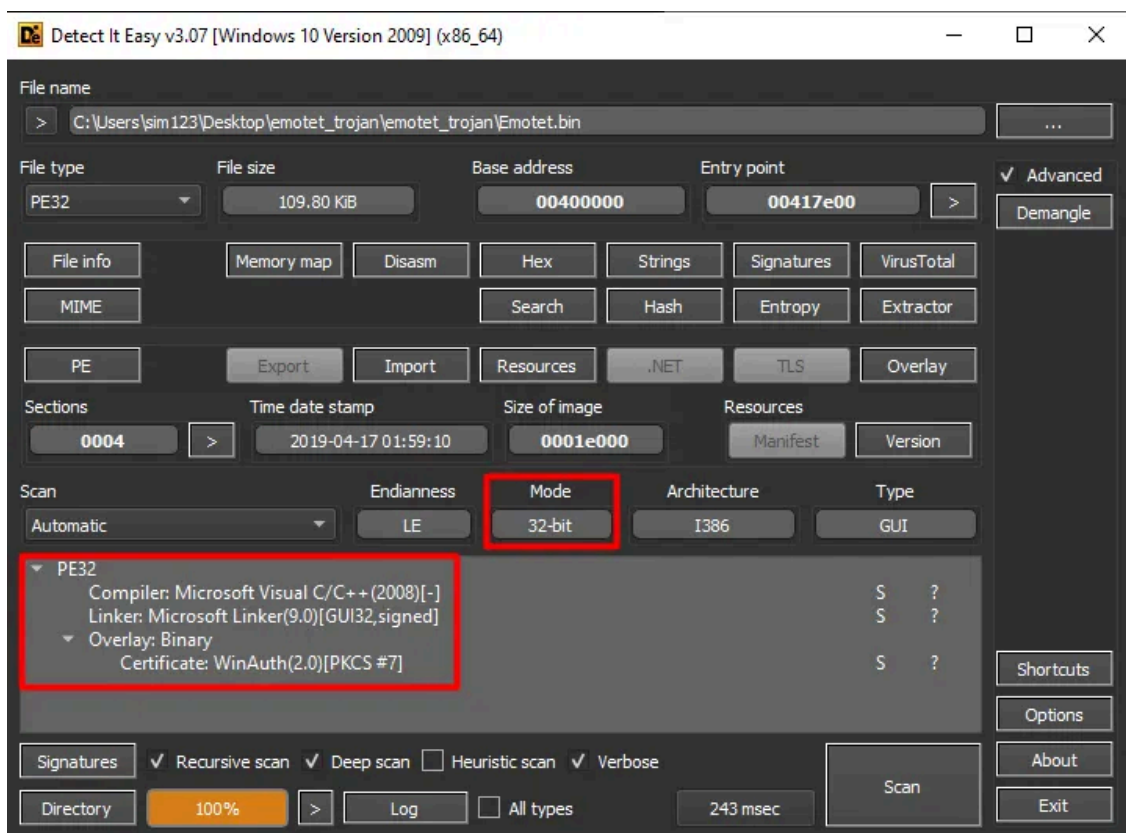 Detect It Easy v3.07 [Windows 10 Version 2009] (x86_64)
File name
> C:\Users\sim123\Desktop\emotet_trojan\emotet_trojan\Emotet.bin ...
File type File size Base address Entry point Advanced
PE32 109.80 KiB 00400000 00417e00 > Demangle
File info Memory map Disasm Hex Strings Signatures VirusTotal
MIME Search Hash Entropy Extractor
PE Export Import Resources .NET TLS Overlay
Sections Time date stamp Size of image Resources
0004 > 2019-04-17 01:59:10 0001e000 Manifest Version
Scan Endianness Mode Architecture Type
Automatic LE 32-bit I386 GUI
PE32
Compiler: Microsoft Visual C/C++(2008)[-] S ?
Linker: Microsoft Linker(9.0)[GUI32,signed] S ?
Overlay: Binary
Certificate: WinAuth(2.0)[PKCS #7] S ?
Shortcuts
Options
Signatures Recursive scan Deep scan Heuristic scan Verbose Scan About
Directory 100% > Log All types 243 msec Exit